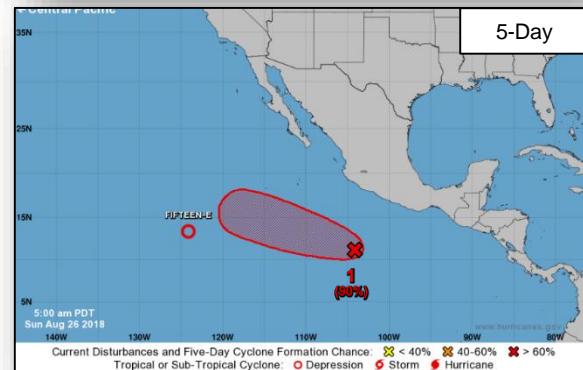 Central Pacific
5-Day
35N
25N
15N
5N
FIFTEEN-E
1
(90%)
5:00 am PDT
Sun Aug 26 2018
www.hurricanes.gov
140W 130W 120W 110W 100W 90W 80W
Current Disturbances and Five-Day Cyclone Formation Chance: < 40% 40-60% > 60%
Tropical or Sub-Tropical Cyclone: Depression Storm Hurricane